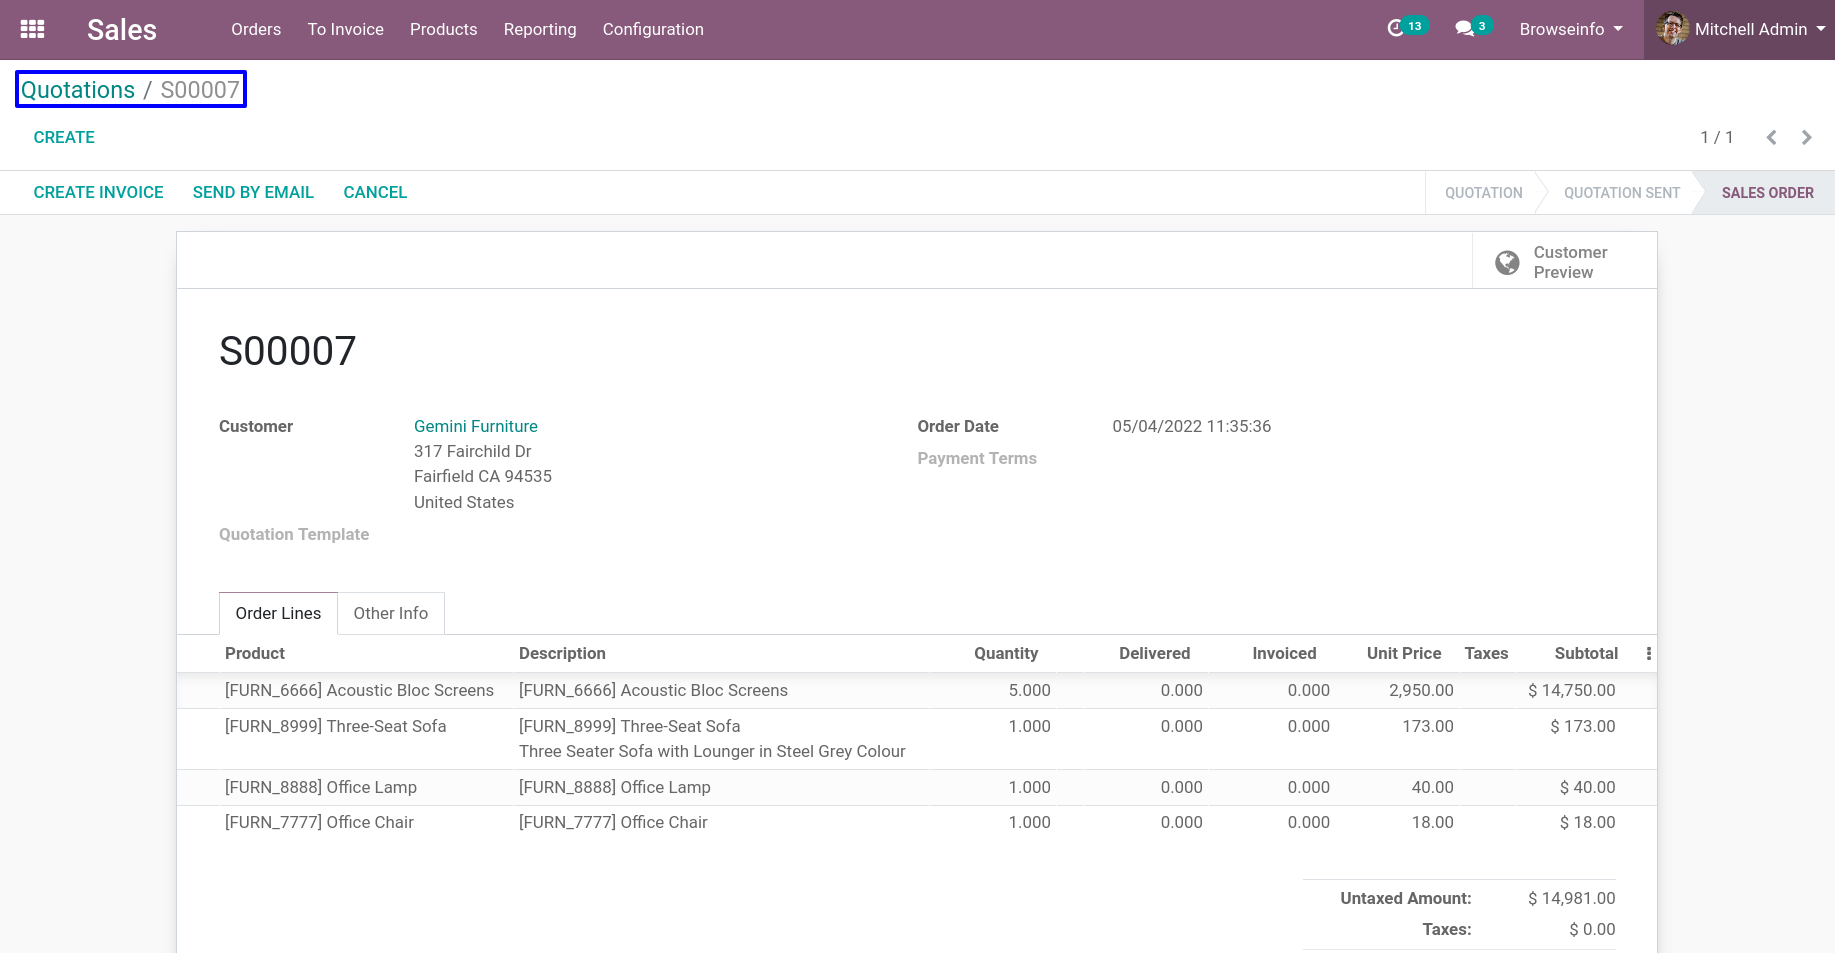 Sales Orders To Invoice Products Reporting Configuration 13 3 Browseinfo Mitchell Admin
Quotations / S00007
CREATE 1 / 1
CREATE INVOICE SEND BY EMAIL CANCEL QUOTATION QUOTATION SENT SALES ORDER
Customer
Preview
S00007
Customer Gemini Furniture Order Date 05/04/2022 11:35:36
317 Fairchild Dr
Payment Terms
Fairfield CA 94535
United States
Quotation Template
Order Lines Other Info
Product Description Quantity Delivered Invoiced Unit Price Taxes Subtotal
[FURN_6666] Acoustic Bloc Screens [FURN_6666] Acoustic Bloc Screens 5.000 0.000 0.000 2,950.00 $ 14,750.00
[FURN_8999] Three-Seat Sofa [FURN_8999] Three-Seat Sofa 1.000 0.000 0.000 173.00 $ 173.00
Three Seater Sofa with Lounger in Steel Grey Colour
[FURN_8888] Office Lamp [FURN_8888] Office Lamp 1.000 0.000 0.000 40.00 $ 40.00
[FURN_7777] Office Chair [FURN_7777] Office Chair 1.000 0.000 0.000 18.00 $ 18.00
Untaxed Amount: $ 14,981.00
Taxes: $ 0.00